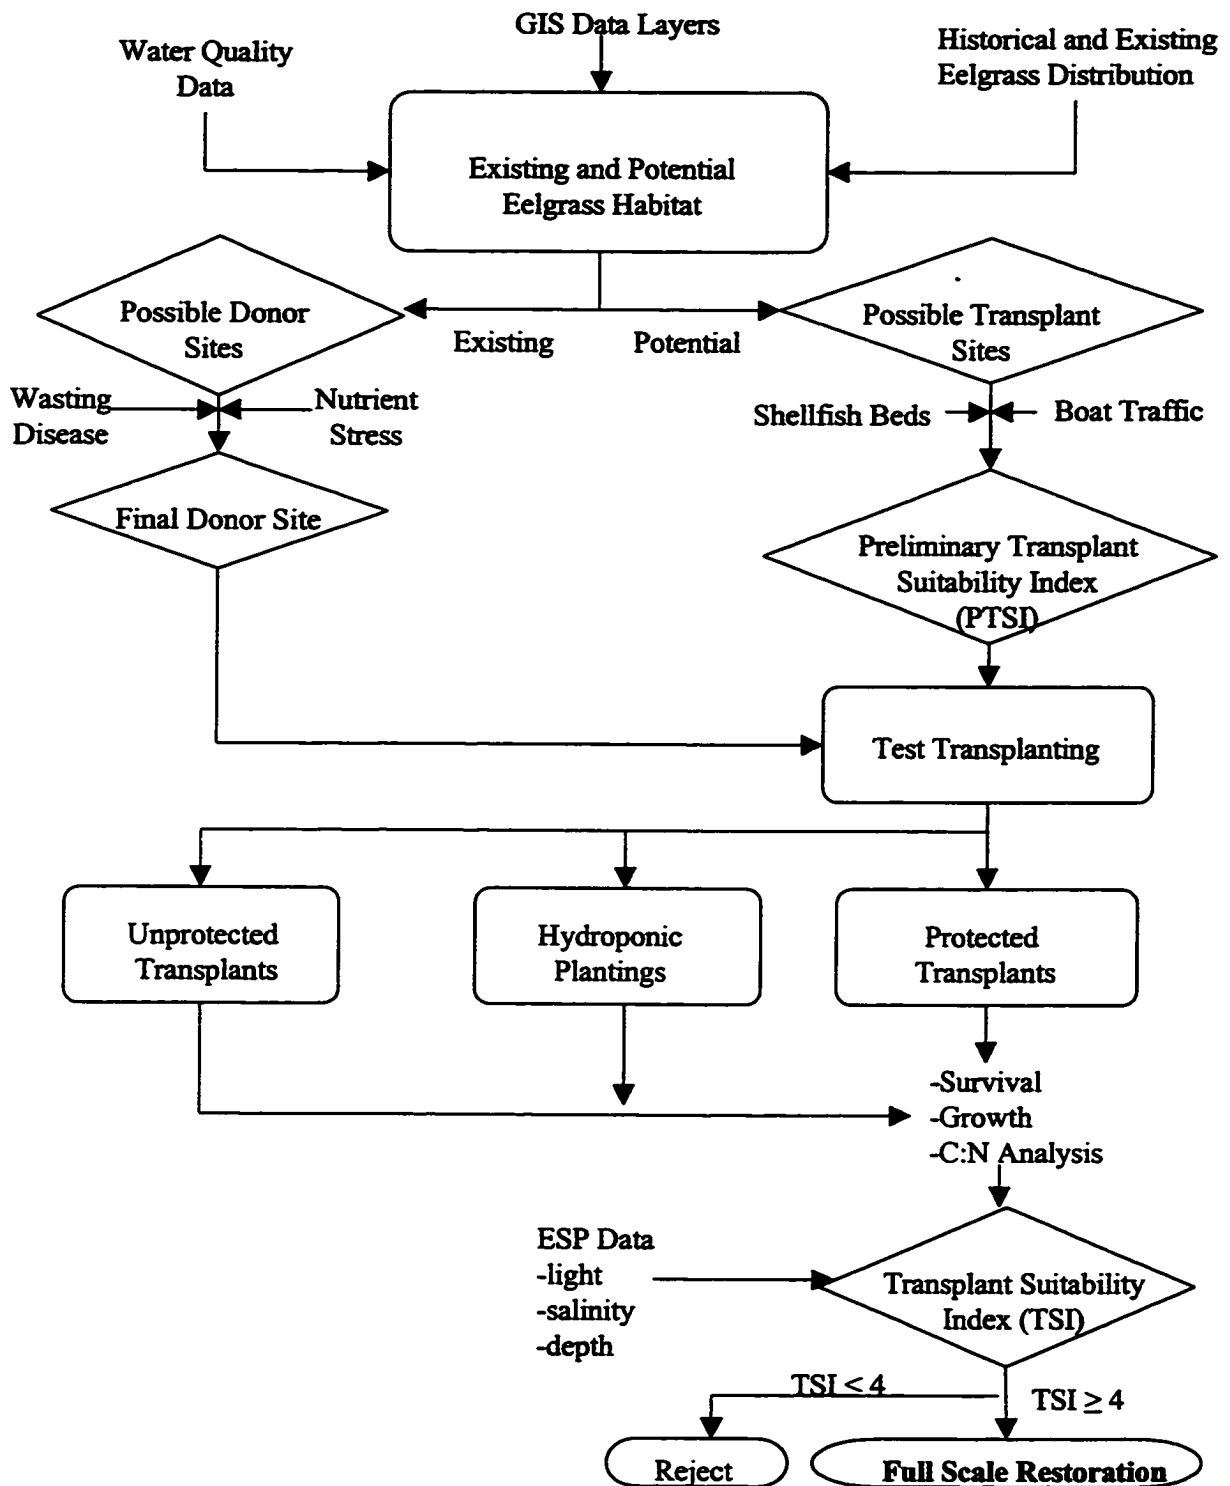 GIS Data Layers
Water Quality
Data
Historical and Existing
Eelgrass Distribution
Existing and Potential
Eelgrass Habitat
Possible Donor
Sites
Existing
Potential
Possible Transplant
Sites
Wasting
Disease
Nutrient
Stress
Shellfish Beds
Boat Traffic
Final Donor Site
Preliminary Transplant
Suitability Index
(PTSI)
Test Transplanting
Unprotected
Transplants
Hydroponic
Plantings
Protected
Transplants
-Survival
-Growth
-C:N Analysis
ESP Data
-light
-salinity
-depth
Transplant Suitability
Index (TSI)
TSI < 4
TSI ≥ 4
Reject
Full Scale Restoration